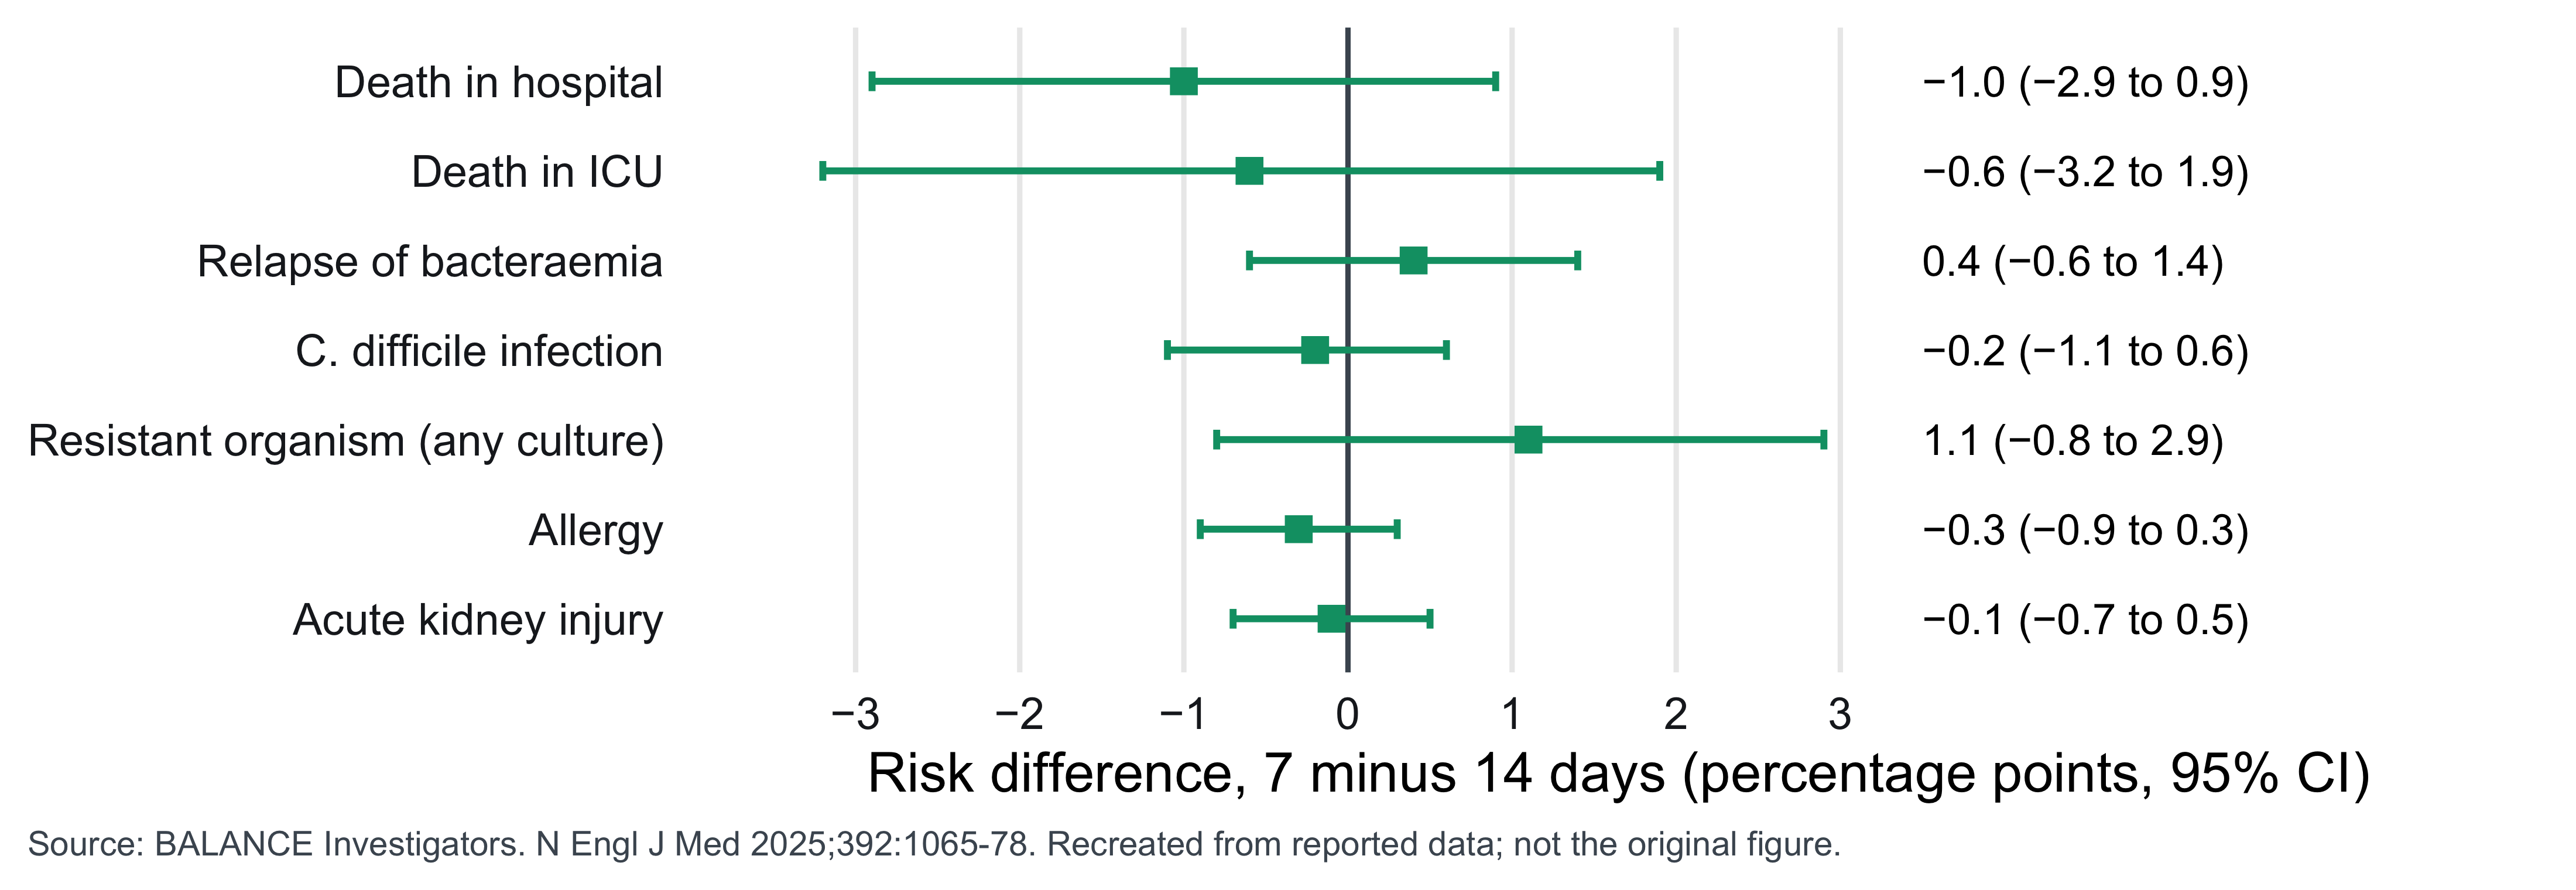 Death in hospital −1.0 (−2.9 to 0.9)
Death in ICU −0.6 (−3.2 to 1.9)
Relapse of bacteraemia 0.4 (−0.6 to 1.4)
C. difficile infection −0.2 (−1.1 to 0.6)
Resistant organism (any culture) 1.1 (−0.8 to 2.9)
Allergy −0.3 (−0.9 to 0.3)
Acute kidney injury −0.1 (−0.7 to 0.5)
−3 −2 −1 0 1 2 3
Risk difference, 7 minus 14 days (percentage points, 95% CI)
Source: BALANCE Investigators. N Engl J Med 2025;392:1065-78. Recreated from reported data; not the original figure.